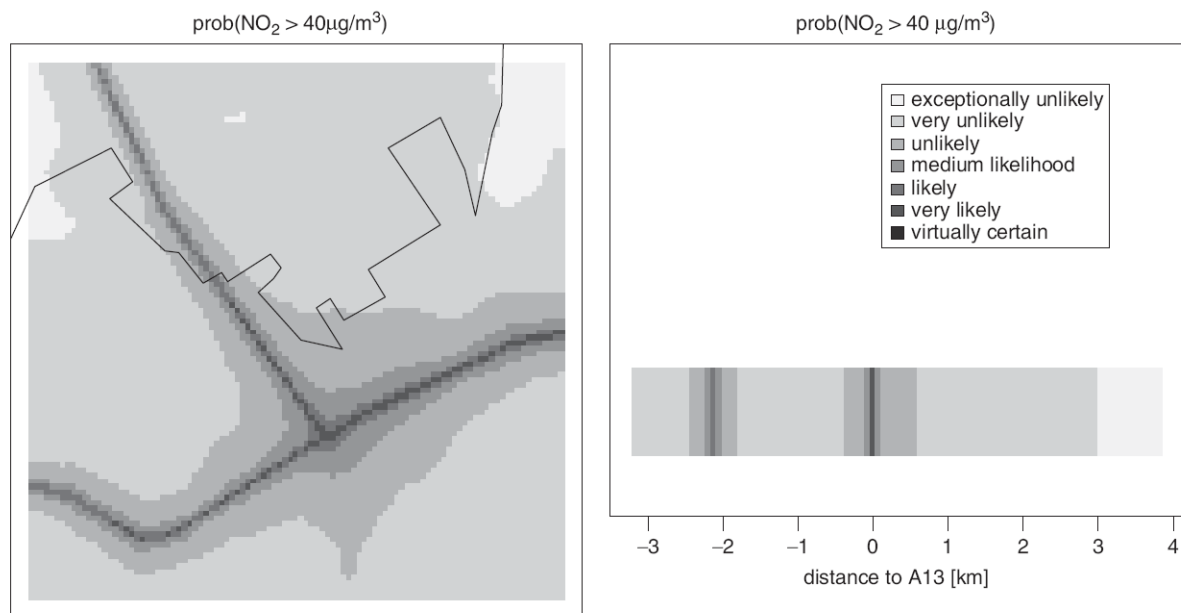 prob(NO₂ > 40μg/m³)
prob(NO₂ > 40 μg/m³)
exceptionally unlikely
very unlikely
unlikely
medium likelihood
likely
very likely
virtually certain
−3 −2 −1 0 1 2 3 4
distance to A13 [km]